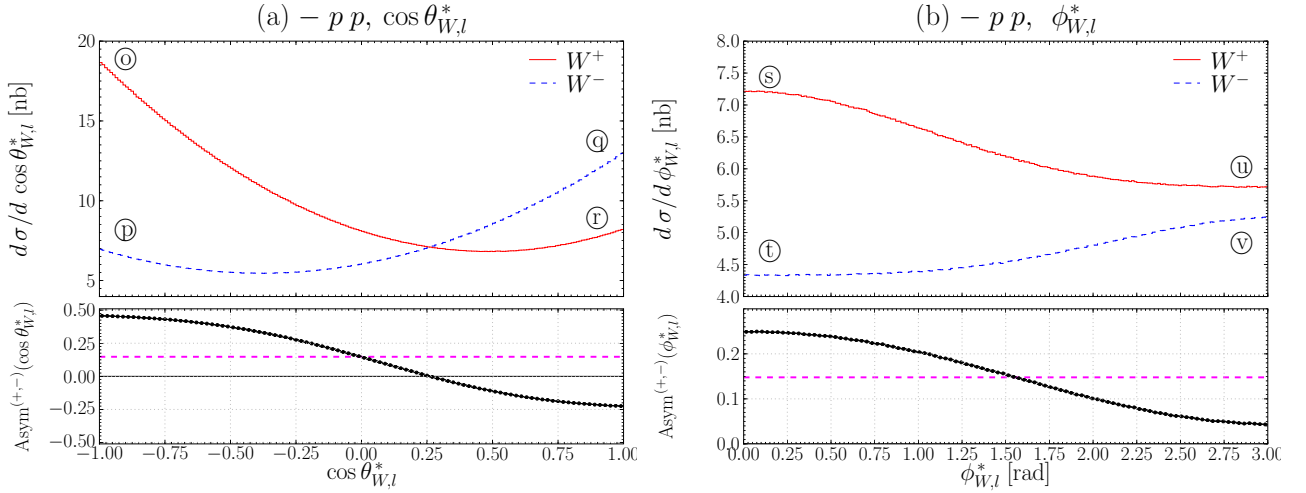 (a) − p p, cos θ*_{W,l}
20
15
10
5
d σ/d cos θ*_{W,l} [nb]
W⁺
W⁻
ⓞ
ⓟ
ⓠ
ⓡ
0.50
0.25
0.00
−0.25
−0.50
Asym^{(+,−)}(cos θ*_{W,l})
−1.00 −0.75 −0.50 −0.25 0.00 0.25 0.50 0.75 1.00
cos θ*_{W,l}
(b) − p p, ϕ*_{W,l}
8.0
7.5
7.0
6.5
6.0
5.5
5.0
4.5
4.0
d σ/d ϕ*_{W,l} [nb]
W⁺
W⁻
ⓢ
ⓣ
ⓤ
ⓥ
0.2
0.1
0.0
Asym^{(+,−)}(ϕ*_{W,l})
0.00 0.25 0.50 0.75 1.00 1.25 1.50 1.75 2.00 2.25 2.50 2.75 3.00
ϕ*_{W,l} [rad]